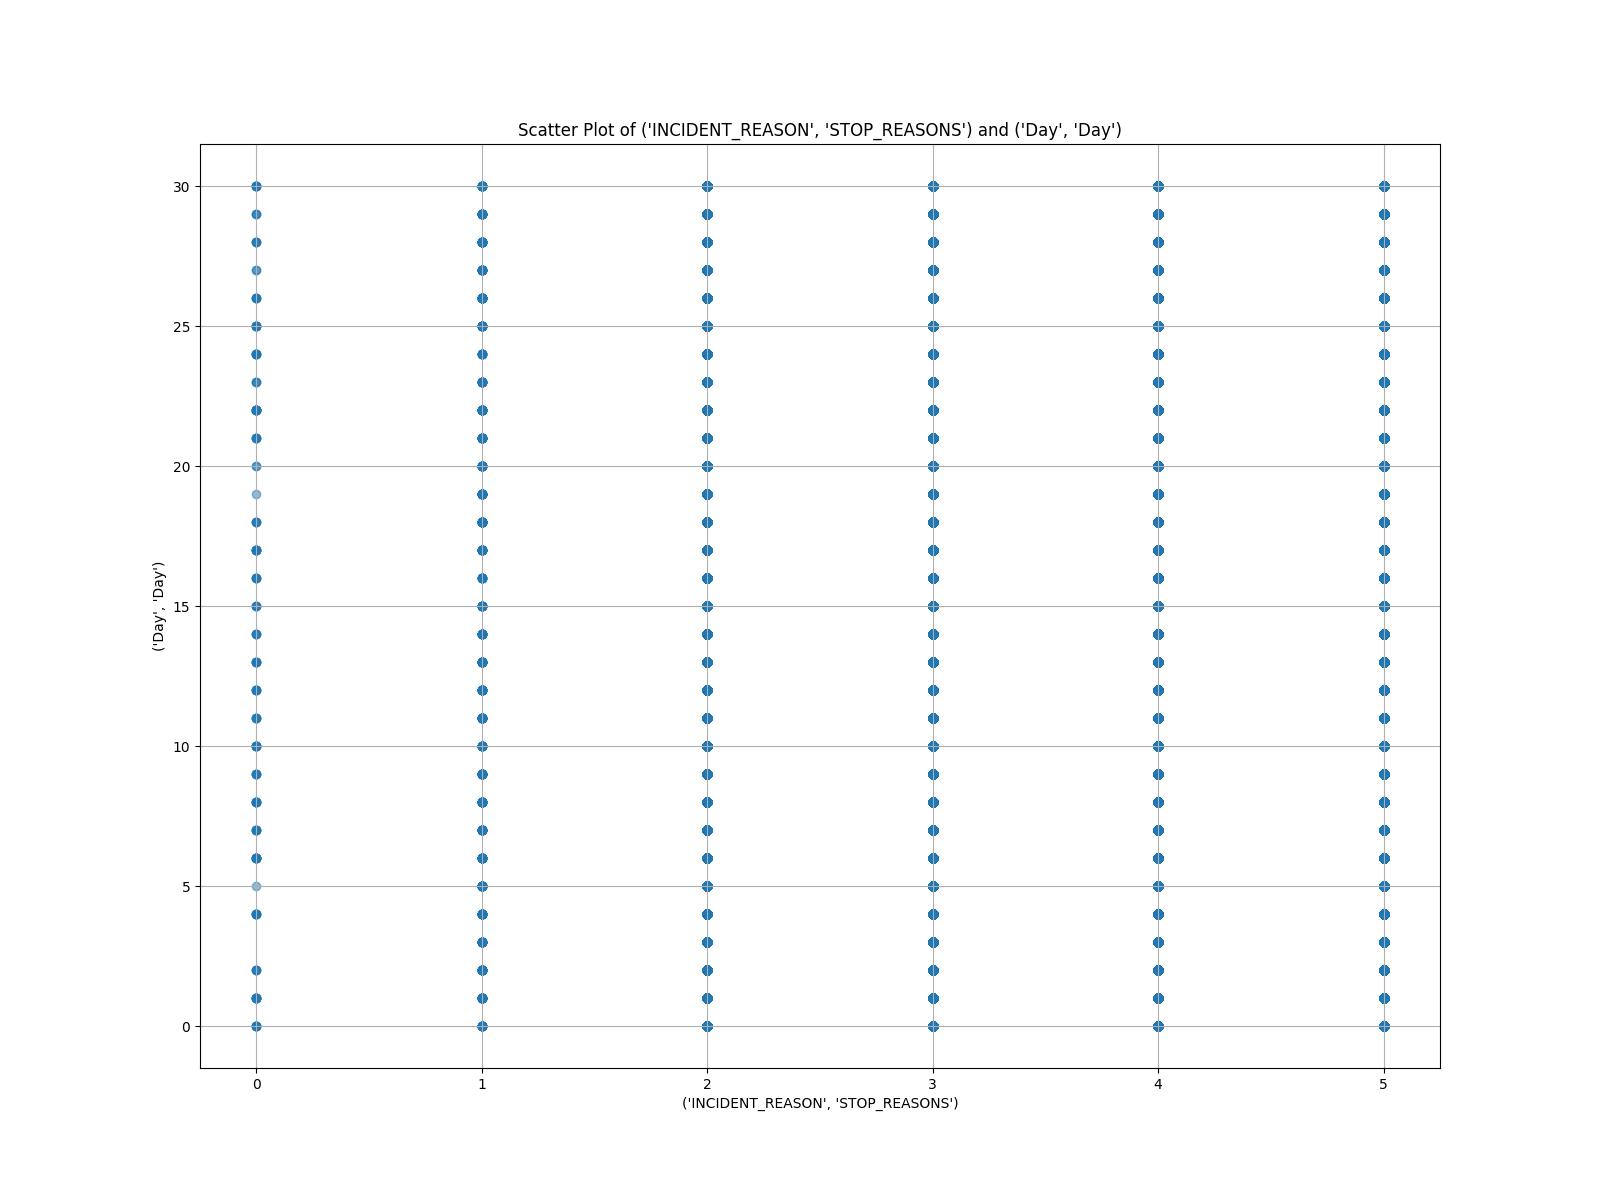 Scatter Plot of ('INCIDENT_REASON', 'STOP_REASONS') and ('Day', 'Day')
30
25
20
15
10
5
0
('Day', 'Day')
0 1 2 3 4 5
('INCIDENT_REASON', 'STOP_REASONS')